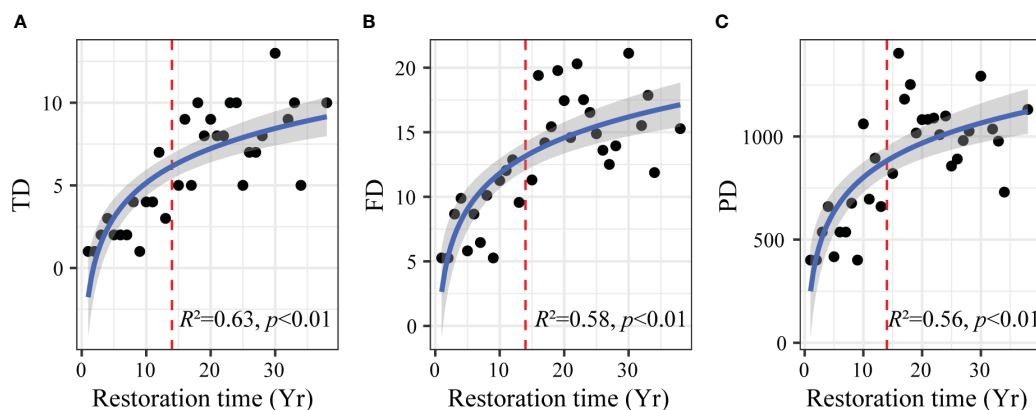 A
TD
10
5
0
R²=0.63, p<0.01
0 10 20 30
Restoration time (Yr)
B
FD
20
15
10
5
0
R²=0.58, p<0.01
0 10 20 30
Restoration time (Yr)
C
PD
1000
500
0
R²=0.56, p<0.01
0 10 20 30
Restoration time (Yr)